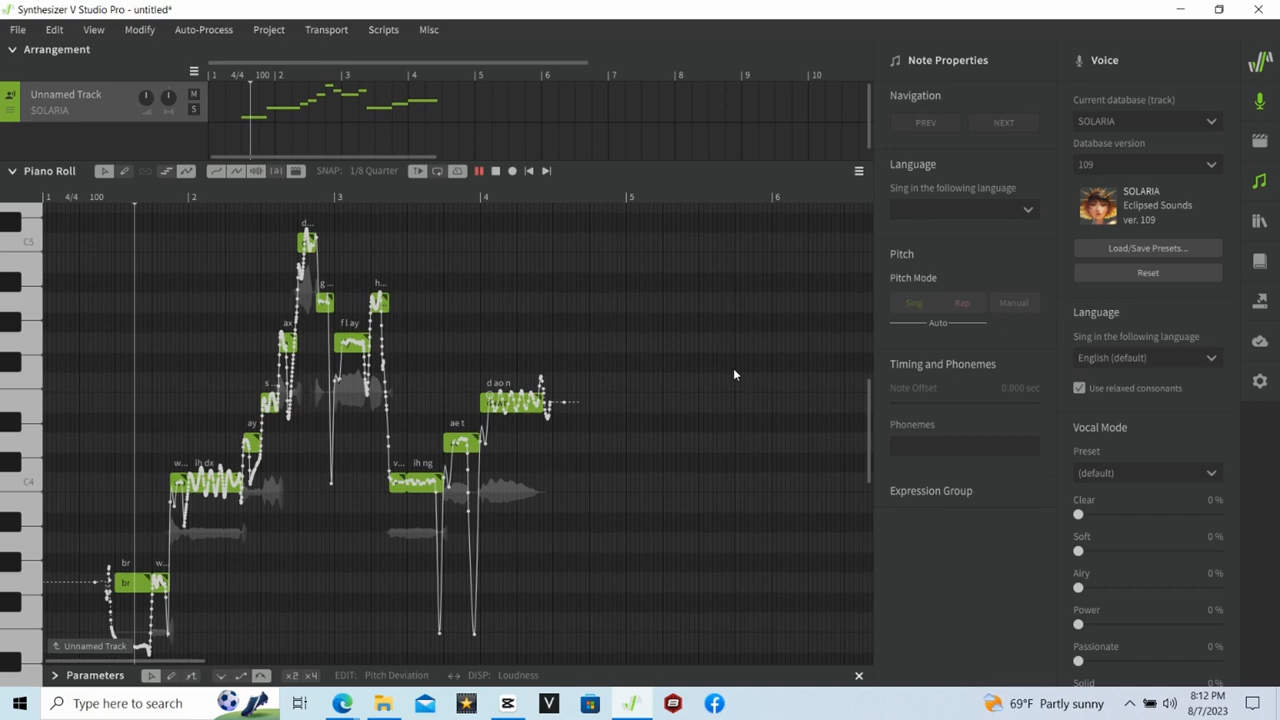 Synthesizer V Studio Pro - untitled*
File Edit View Modify Auto-Process Project Transport Scripts Misc
Arrangement
1 4/4 100 2 3 4 5 6 7 8 9 10
Unnamed Track M
SOLARIA S
Piano Roll SNAP: 1/8 Quarter
1 4/4 100 2 3 4 5 6
C5
C4
d...
g ...
h...
ax
f l ay
s ..
d ao n
ay
ae t
w... ih dx
v... ih ng
br w...
br
Unnamed Track
Parameters x2 x4 EDIT: Pitch Deviation DISP: Loudness
Note Properties
Navigation
PREV NEXT
Language
Sing in the following language
Pitch
Pitch Mode
Sing Rap Manual
Auto
Timing and Phonemes
Note Offset 0.000 sec
Phonemes
Expression Group
Voice
Current database (track)
SOLARIA
Database version
109
SOLARIA
Eclipsed Sounds
ver. 109
Load/Save Presets...
Reset
Language
Sing in the following language
English (default)
Use relaxed consonants
Vocal Mode
Preset
(default)
Clear 0 %
Soft 0 %
Airy 0 %
Power 0 %
Passionate 0 %
Solid 0 %
Type here to search
69°F Partly sunny
8:12 PM
8/7/2023